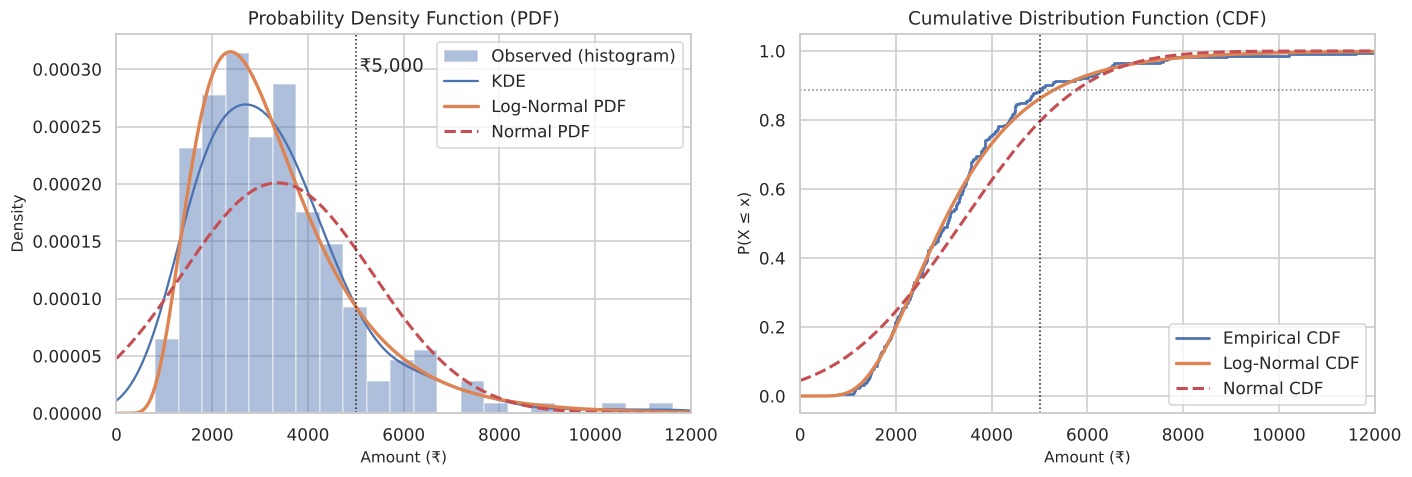 Probability Density Function (PDF)
₹5,000
Observed (histogram)
KDE
Log-Normal PDF
Normal PDF
0.00030
0.00025
0.00020
0.00015
0.00010
0.00005
0.00000
Density
0 2000 4000 6000 8000 10000 12000
Amount (₹)
Cumulative Distribution Function (CDF)
1.0
0.8
0.6
0.4
0.2
0.0
P(X ≤ x)
Empirical CDF
Log-Normal CDF
Normal CDF
0 2000 4000 6000 8000 10000 12000
Amount (₹)